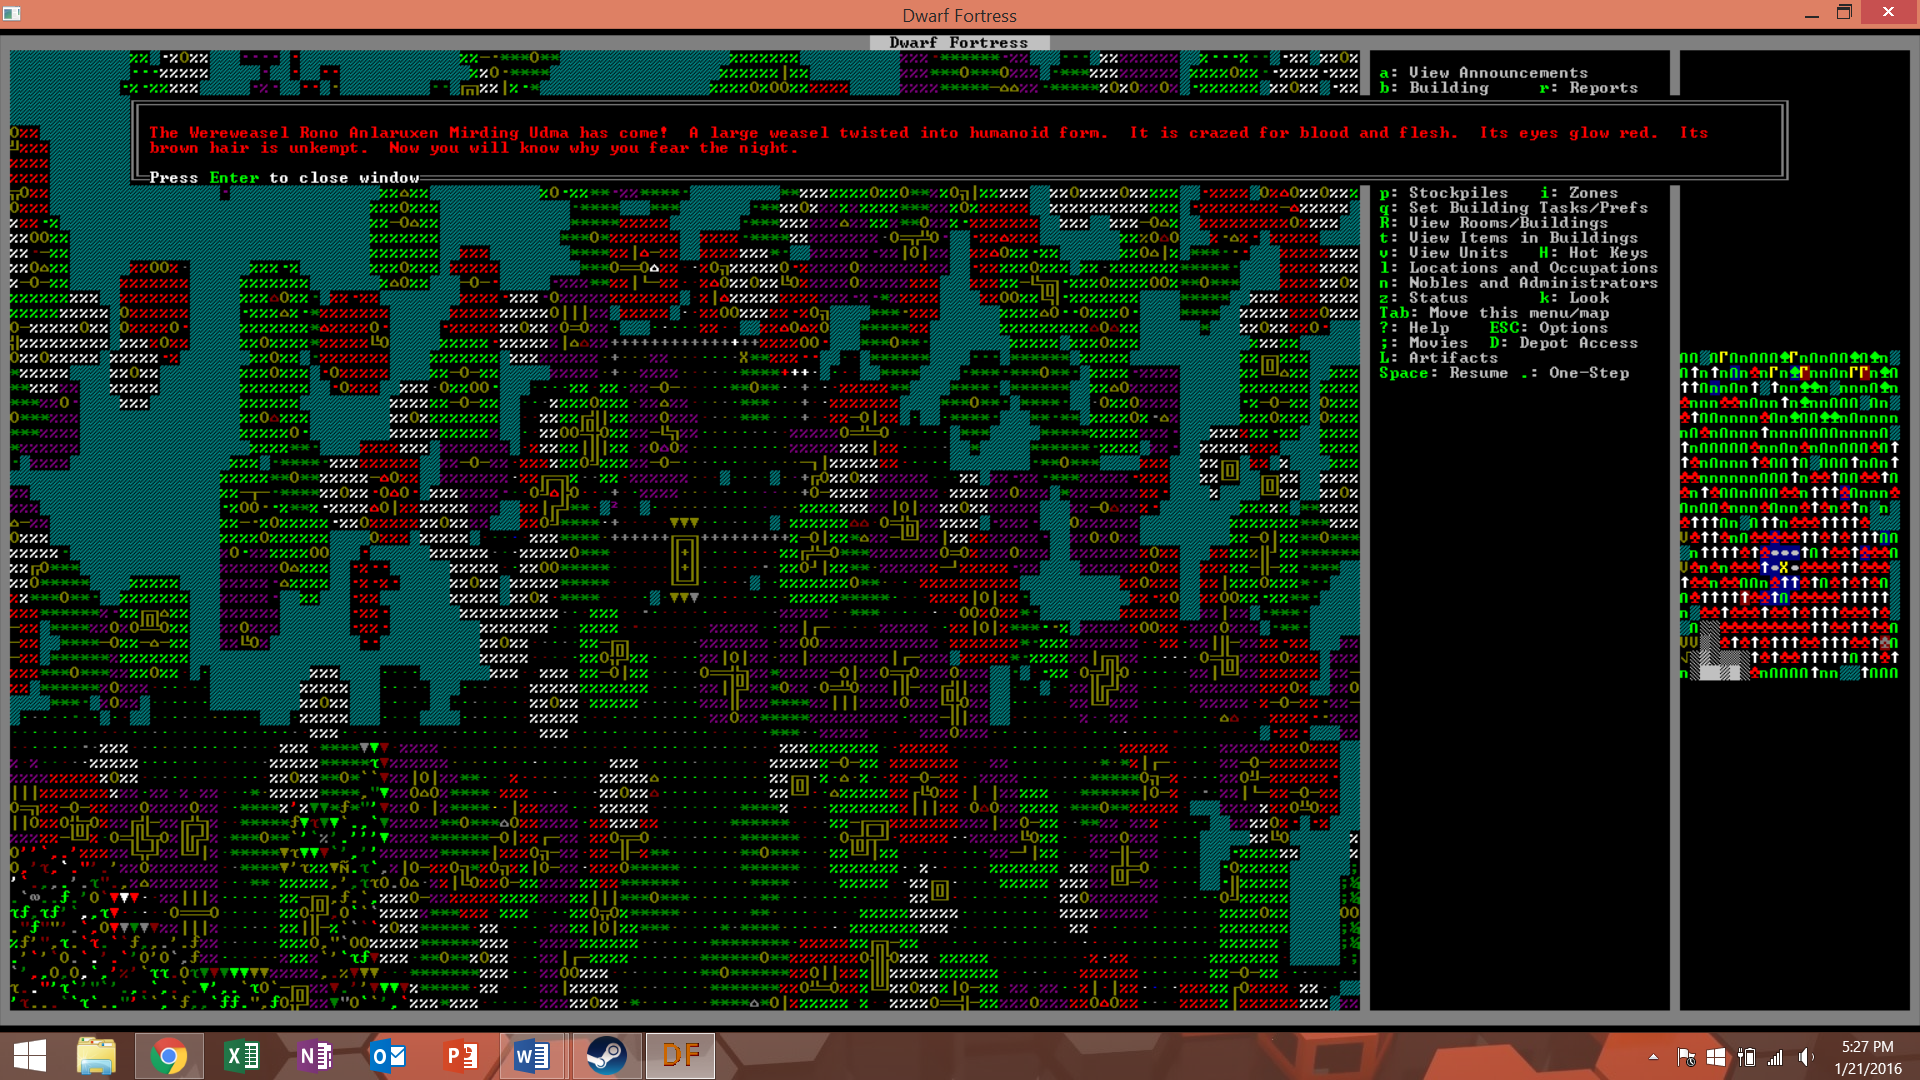 Dwarf Fortress
Dwarf Fortress
a: View Announcements
b: Building r: Reports
The Wereweasel Rono Anlaruxen Mirding Udma has come! A large weasel twisted into humanoid form. It is crazed for blood and flesh. Its eyes glow red. Its
brown hair is unkempt. Now you will know why you fear the night.
Press Enter to close window
p: Stockpiles i: Zones
q: Set Building Tasks/Prefs
R: View Rooms/Buildings
t: View Items in Buildings
v: View Units H: Hot Keys
l: Locations and Occupations
n: Nobles and Administrators
z: Status k: Look
Tab: Move this menu/map
?: Help ESC: Options
;: Movies D: Depot Access
L: Artifacts
Space: Resume .: One-Step
DF
5:27 PM
1/21/2016